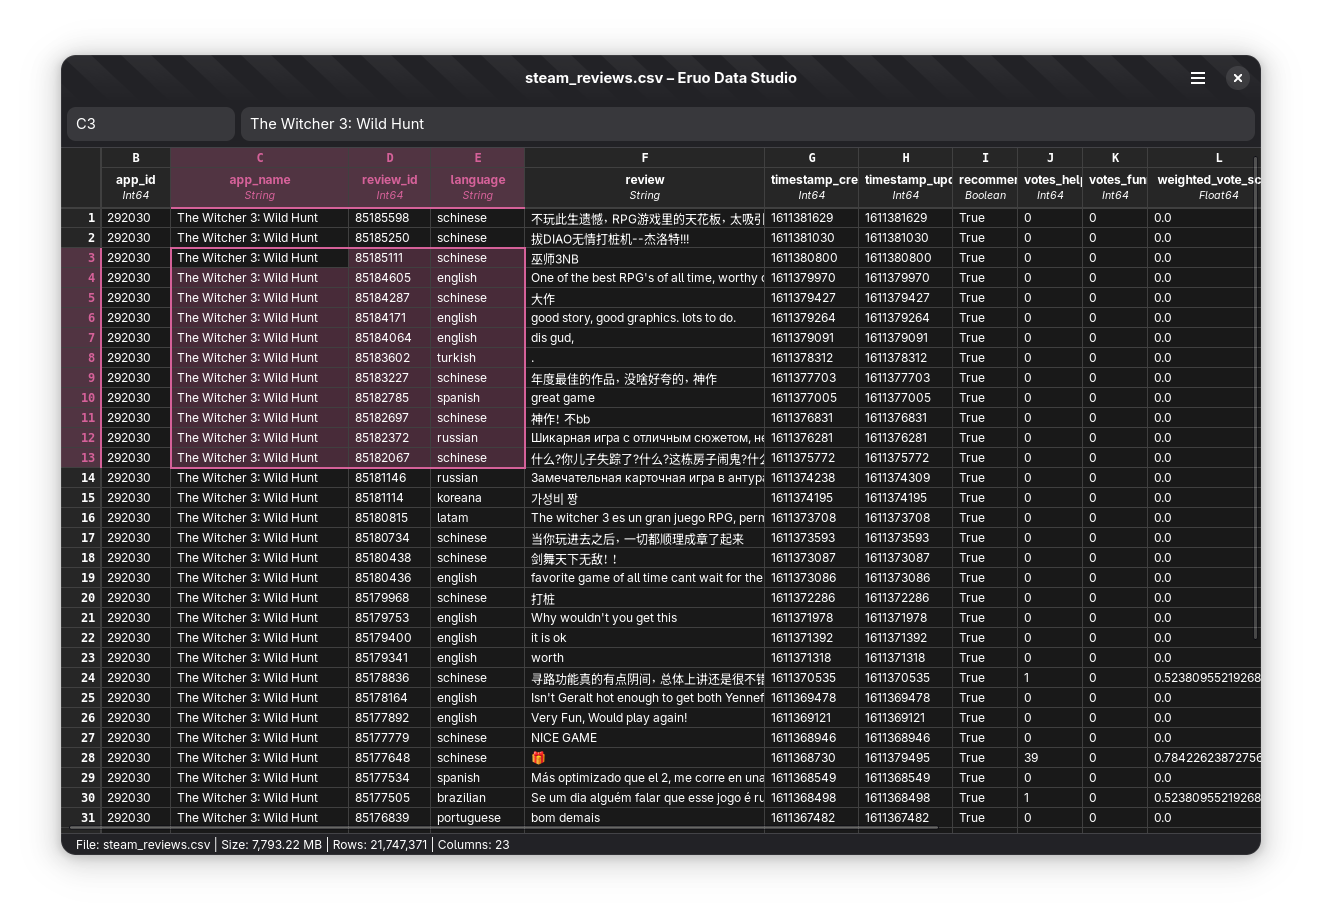 steam_reviews.csv – Eruo Data Studio
C3 The Witcher 3: Wild Hunt
B C D E F G H I J K L
app_id app_name review_id language review timestamp_cre timestamp_upd recommen votes_help votes_fun weighted_vote_sc
Int64 String Int64 String String Int64 Int64 Boolean Int64 Int64 Float64
1 292030 The Witcher 3: Wild Hunt 85185598 schinese 不玩此生遗憾，RPG游戏里的天花板，太吸引 1611381629 1611381629 True 0 0 0.0
2 292030 The Witcher 3: Wild Hunt 85185250 schinese 拔DIAO无情打桩机--杰洛特!!! 1611381030 1611381030 True 0 0 0.0
3 292030 The Witcher 3: Wild Hunt 85185111 schinese 巫师3NB 1611380800 1611380800 True 0 0 0.0
4 292030 The Witcher 3: Wild Hunt 85184605 english One of the best RPG's of all time, worthy o 1611379970 1611379970 True 0 0 0.0
5 292030 The Witcher 3: Wild Hunt 85184287 schinese 大作 1611379427 1611379427 True 0 0 0.0
6 292030 The Witcher 3: Wild Hunt 85184171 english good story, good graphics. lots to do. 1611379264 1611379264 True 0 0 0.0
7 292030 The Witcher 3: Wild Hunt 85184064 english dis gud, 1611379091 1611379091 True 0 0 0.0
8 292030 The Witcher 3: Wild Hunt 85183602 turkish . 1611378312 1611378312 True 0 0 0.0
9 292030 The Witcher 3: Wild Hunt 85183227 schinese 年度最佳的作品，没啥好夸的，神作 1611377703 1611377703 True 0 0 0.0
10 292030 The Witcher 3: Wild Hunt 85182785 spanish great game 1611377005 1611377005 True 0 0 0.0
11 292030 The Witcher 3: Wild Hunt 85182697 schinese 神作！不bb 1611376831 1611376831 True 0 0 0.0
12 292030 The Witcher 3: Wild Hunt 85182372 russian Шикарная игра с отличным сюжетом, не 1611376281 1611376281 True 0 0 0.0
13 292030 The Witcher 3: Wild Hunt 85182067 schinese 什么?你儿子失踪了?什么?这栋房子闹鬼?什么 1611375772 1611375772 True 0 0 0.0
14 292030 The Witcher 3: Wild Hunt 85181146 russian Замечательная карточная игра в антура 1611374238 1611374309 True 0 0 0.0
15 292030 The Witcher 3: Wild Hunt 85181114 koreana 가성비 짱 1611374195 1611374195 True 0 0 0.0
16 292030 The Witcher 3: Wild Hunt 85180815 latam The witcher 3 es un gran juego RPG, perm 1611373708 1611373708 True 0 0 0.0
17 292030 The Witcher 3: Wild Hunt 85180734 schinese 当你玩进去之后，一切都顺理成章了起来 1611373593 1611373593 True 0 0 0.0
18 292030 The Witcher 3: Wild Hunt 85180438 schinese 剑舞天下无敌！！ 1611373087 1611373087 True 0 0 0.0
19 292030 The Witcher 3: Wild Hunt 85180436 english favorite game of all time cant wait for the 1611373086 1611373086 True 0 0 0.0
20 292030 The Witcher 3: Wild Hunt 85179968 schinese 打桩 1611372286 1611372286 True 0 0 0.0
21 292030 The Witcher 3: Wild Hunt 85179753 english Why wouldn't you get this 1611371978 1611371978 True 0 0 0.0
22 292030 The Witcher 3: Wild Hunt 85179400 english it is ok 1611371392 1611371392 True 0 0 0.0
23 292030 The Witcher 3: Wild Hunt 85179341 english worth 1611371318 1611371318 True 0 0 0.0
24 292030 The Witcher 3: Wild Hunt 85178836 schinese 寻路功能真的有点阴间，总体上讲还是很不错 1611370535 1611370535 True 1 0 0.52380955219268
25 292030 The Witcher 3: Wild Hunt 85178164 english Isn't Geralt hot enough to get both Yennef 1611369478 1611369478 True 0 0 0.0
26 292030 The Witcher 3: Wild Hunt 85177892 english Very Fun, Would play again! 1611369121 1611369121 True 0 0 0.0
27 292030 The Witcher 3: Wild Hunt 85177779 schinese NICE GAME 1611368946 1611368946 True 0 0 0.0
28 292030 The Witcher 3: Wild Hunt 85177648 schinese 🎁 1611368730 1611379495 True 39 0 0.78422623872756
29 292030 The Witcher 3: Wild Hunt 85177534 spanish Más optimizado que el 2, me corre en una 1611368549 1611368549 True 0 0 0.0
30 292030 The Witcher 3: Wild Hunt 85177505 brazilian Se um dia alguém falar que esse jogo é ru 1611368498 1611368498 True 1 0 0.52380955219268
31 292030 The Witcher 3: Wild Hunt 85176839 portuguese bom demais 1611367482 1611367482 True 0 0 0.0
File: steam_reviews.csv | Size: 7,793.22 MB | Rows: 21,747,371 | Columns: 23